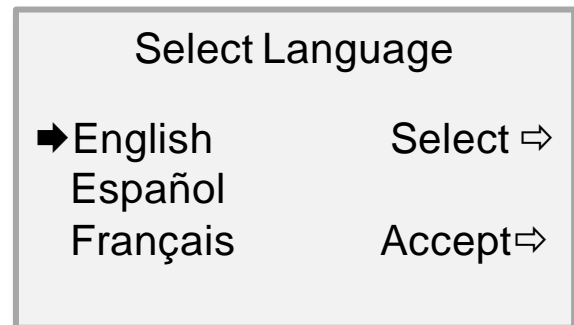 Select Language
➡English Select ⇨
Español
Français Accept⇨